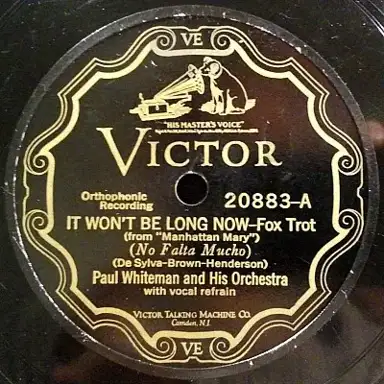 VE
"HIS MASTER'S VOICE"
VICTOR
Orthophonic
Recording
20883-A
IT WON'T BE LONG NOW-Fox Trot
(from "Manhattan Mary")
(No Falta Mucho)
(De Sylva-Brown-Henderson)
Paul Whiteman and His Orchestra
with vocal refrain
VICTOR TALKING MACHINE CO.
Camden, N.J.
VE